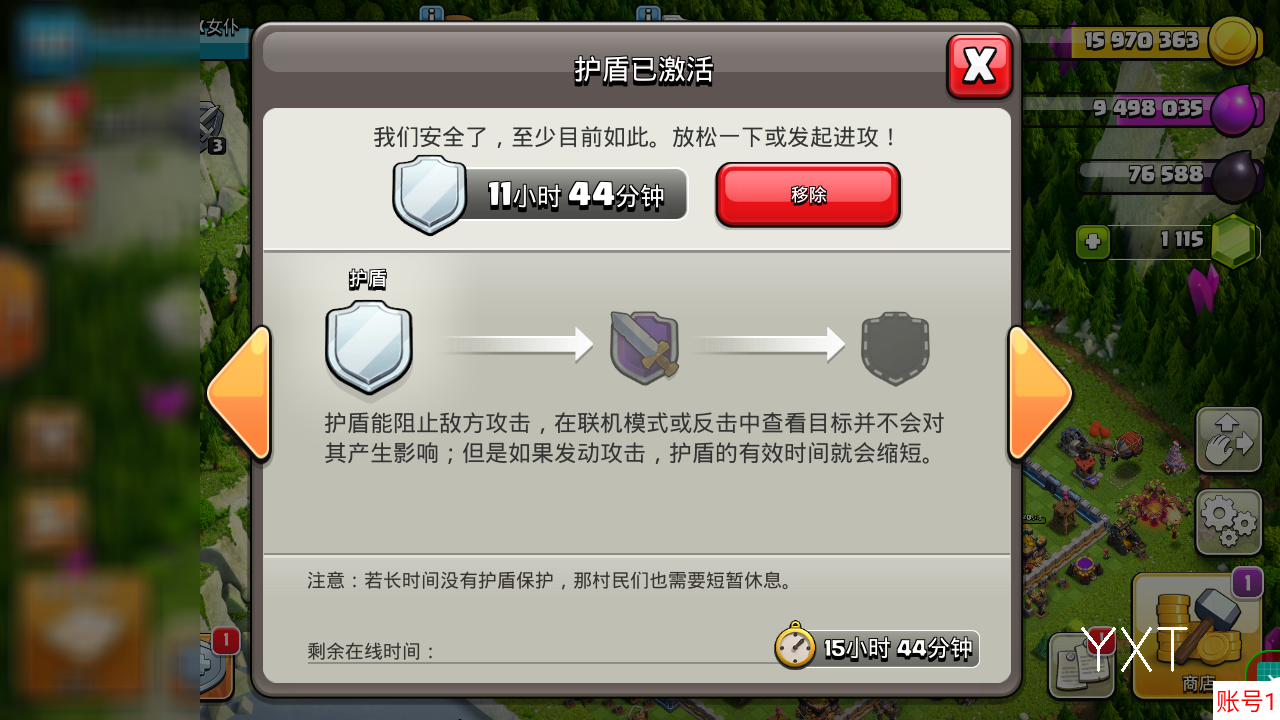 女仆
15 970 363
护盾已激活
X
9 498 035
3
我们安全了，至少目前如此。放松一下或发起进攻！
76 588
11小时 44分钟
移除
1 115
护盾
护盾能阻止敌方攻击，在联机模式或反击中查看目标并不会对
其产生影响；但是如果发动攻击，护盾的有效时间就会缩短。
注意：若长时间没有护盾保护，那村民们也需要短暂休息。
1
1
剩余在线时间：
15小时 44分钟
YXT
商店
账号1